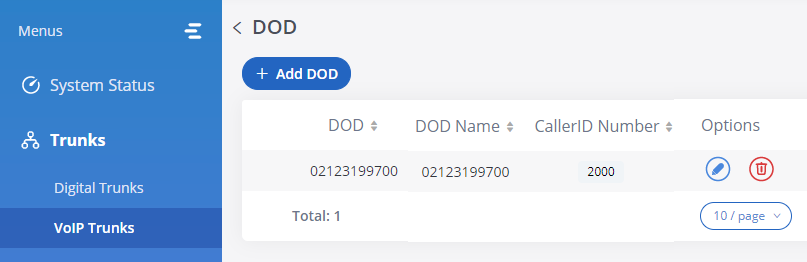 Menus
System Status
Trunks
Digital Trunks
VoIP Trunks
DOD
+ Add DOD
DOD DOD Name CallerID Number Options
02123199700 02123199700 2000
Total: 1 10 / page